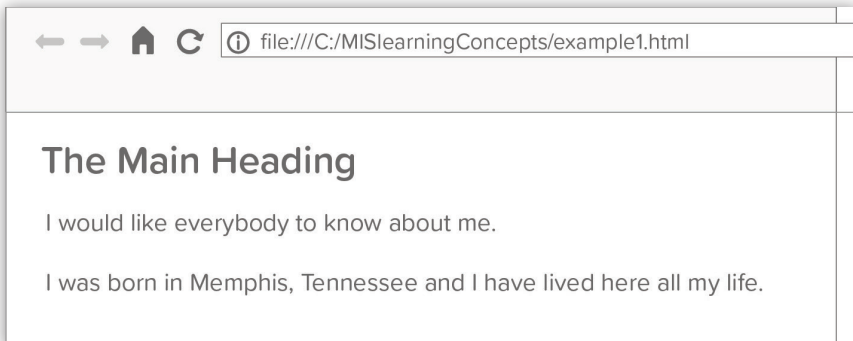 file:///C:/MISlearningConcepts/example1.html
The Main Heading
I would like everybody to know about me.
I was born in Memphis, Tennessee and I have lived here all my life.